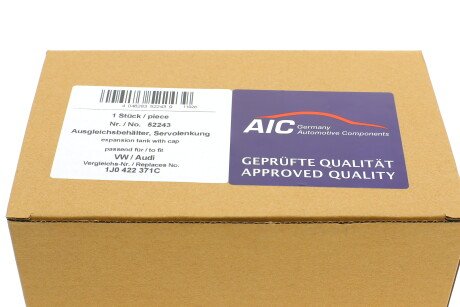 1 Stück / piece
Nr. / No. 52243
Ausgleichsbehälter, Servolenkung
expansion tank with cap
passend für / to fit
VW / Audi
Vergleichs-Nr. / Replaces No.
1J0 422 371C
AIC Germany
Automotive Components
GEPRÜFTE QUALITÄT
APPROVED QUALITY